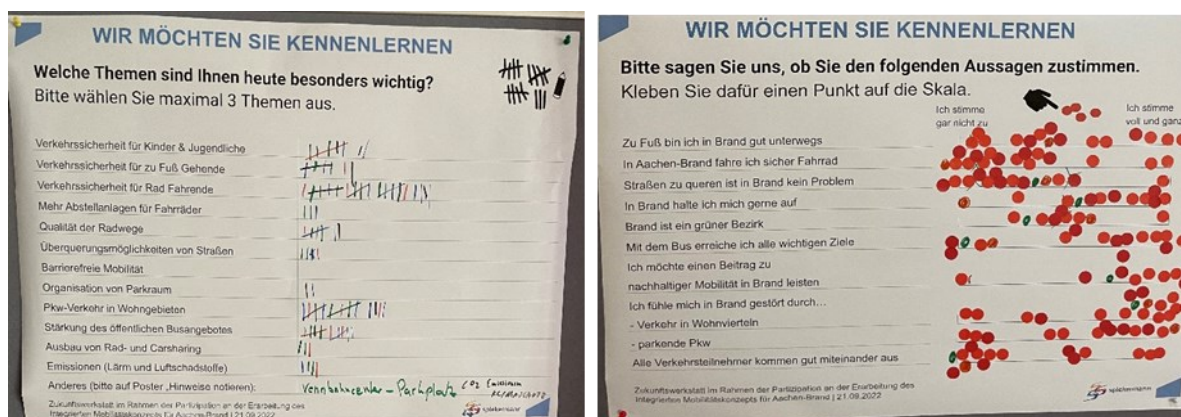 WIR MÖCHTEN SIE KENNENLERNEN
Welche Themen sind Ihnen heute besonders wichtig?
Bitte wählen Sie maximal 3 Themen aus.
Verkehrssicherheit für Kinder & Jugendliche
Verkehrssicherheit für zu Fuß Gehende
Verkehrssicherheit für Rad Fahrende
Mehr Abstellanlagen für Fahrräder
Qualität der Radwege
Überquerungsmöglichkeiten von Straßen
Barrierefreie Mobilität
Organisation von Parkraum
Pkw-Verkehr in Wohngebieten
Stärkung des öffentlichen Busangebotes
Ausbau von Rad- und Carsharing
Emissionen (Lärm und Luftschadstoffe)
Anderes (bitte auf Poster „Hinweise notieren):
Vennbahncenter - Parkplatz
Zukunftswerkstatt im Rahmen der Partizipation an der Erarbeitung des
Integrierten Mobilitätskonzepts für Aachen-Brand | 21.09.2022
WIR MÖCHTEN SIE KENNENLERNEN
Bitte sagen Sie uns, ob Sie den folgenden Aussagen zustimmen.
Kleben Sie dafür einen Punkt auf die Skala.
Ich stimme
gar nicht zu
Ich stimme
voll und ganz
Zu Fuß bin ich in Brand gut unterwegs
In Aachen-Brand fahre ich sicher Fahrrad
Straßen zu queren ist in Brand kein Problem
In Brand halte ich mich gerne auf
Brand ist ein grüner Bezirk
Mit dem Bus erreiche ich alle wichtigen Ziele
Ich möchte einen Beitrag zu
nachhaltiger Mobilität in Brand leisten
Ich fühle mich in Brand gestört durch...
- Verkehr in Wohnvierteln
- parkende Pkw
Alle Verkehrsteilnehmer kommen gut miteinander aus
Zukunftswerkstatt im Rahmen der Partizipation an der Erarbeitung des
Integrierten Mobilitätskonzepts für Aachen-Brand | 21.09.2022